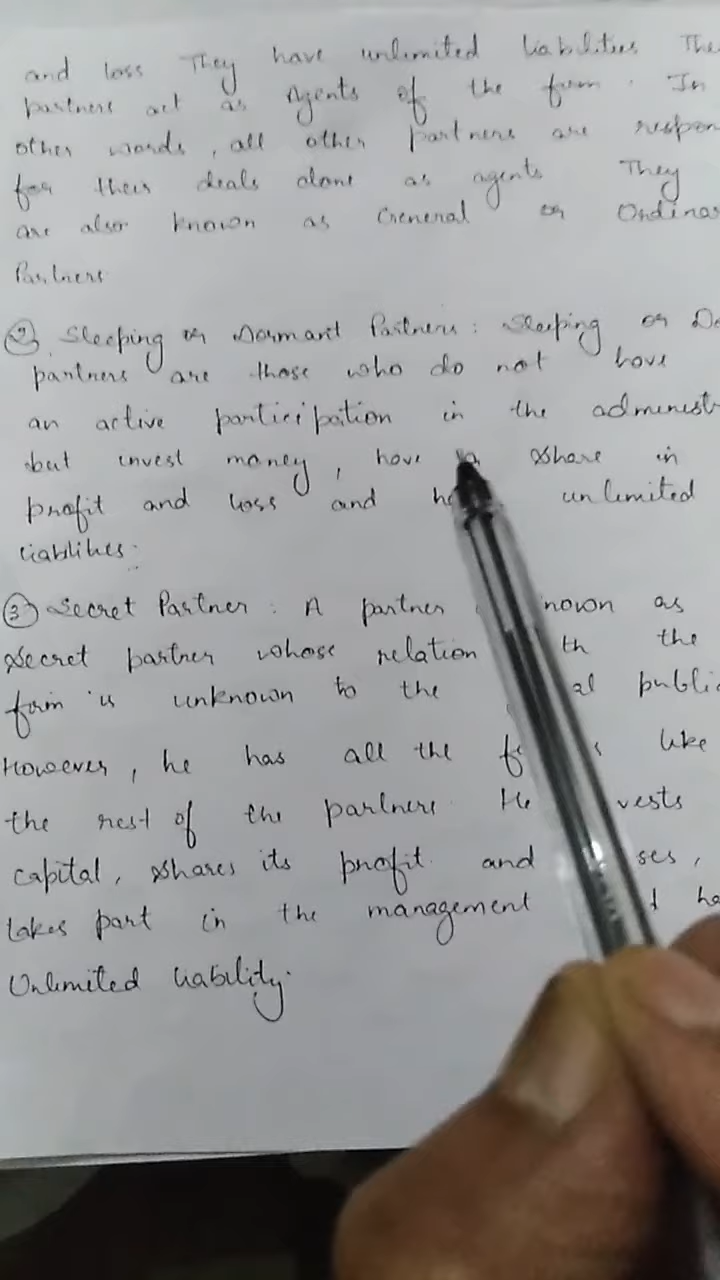 and loss They have unlimited liabilities The
partners act as Agents of the firm. In
other words, all other partners are
for their deals alone as agents They
are also known as General or
Partners
② Sleeping or Dormant Partners: Sleeping or
partners are those who do not have
an active participation in the
but invest money, have a share in
profit and loss and unlimited
liablities:
③ Secret Partner: A partner as
Secret partner whose relation the
firm is unknown to the
However, he has all the like
the rest of the partners He
capital, shares its profit and
takes part in the management
Unlimited liability.